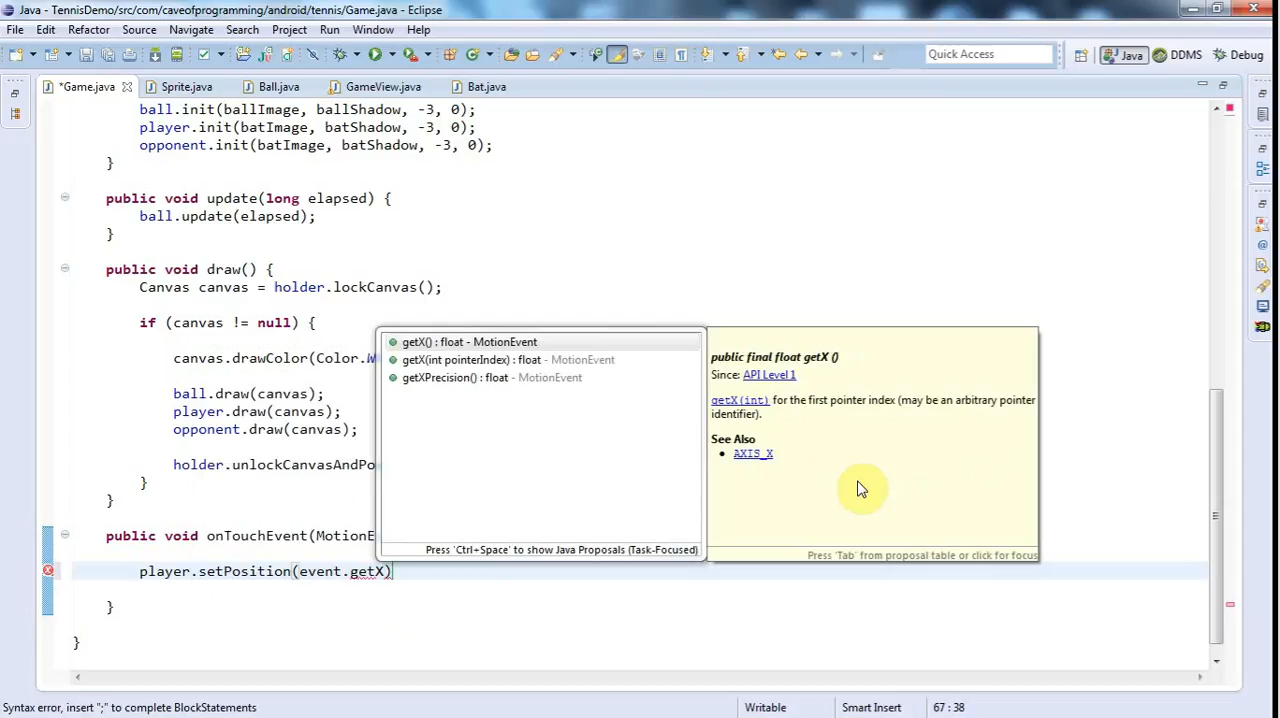 Java - TennisDemo/src/com/caveofprogramming/android/tennis/Game.java - Eclipse
File Edit Refactor Source Navigate Search Project Run Window Help
Quick Access Java DDMS Debug
*Game.java Sprite.java Ball.java GameView.java Bat.java
ball.init(ballImage, ballShadow, -3, 0);
player.init(batImage, batShadow, -3, 0);
opponent.init(batImage, batShadow, -3, 0);
}
public void update(long elapsed) {
ball.update(elapsed);
}
public void draw() {
Canvas canvas = holder.lockCanvas();
if (canvas != null) {
canvas.drawColor(Color.W
ball.draw(canvas);
player.draw(canvas);
opponent.draw(canvas);
holder.unlockCanvasAndPo
}
}
public void onTouchEvent(MotionE
player.setPosition(event.getX)
}
}
getX() : float - MotionEvent
getX(int pointerIndex) : float - MotionEvent
getXPrecision() : float - MotionEvent
Press 'Ctrl+Space' to show Java Proposals (Task-Focused)
public final float getX ()
Since: API Level 1
getX(int) for the first pointer index (may be an arbitrary pointer
identifier).
See Also
• AXIS_X
Press 'Tab' from proposal table or click for focus
Syntax error, insert ";" to complete BlockStatements Writable Smart Insert 67 : 38